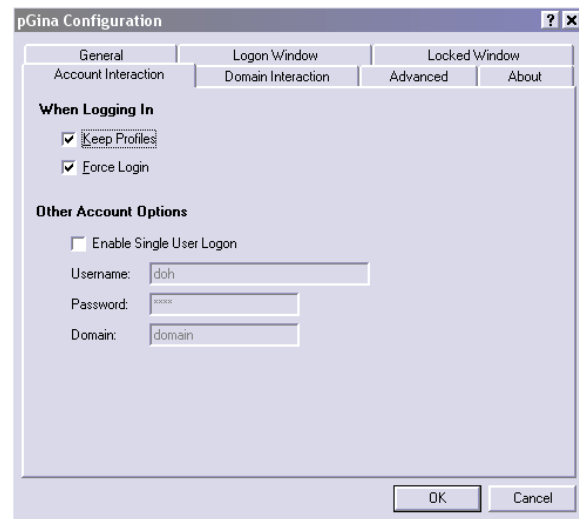 pGina Configuration
General Logon Window Locked Window
Account Interaction Domain Interaction Advanced About
When Logging In
Keep Profiles
Force Login
Other Account Options
Enable Single User Logon
Username: doh
Password: ****
Domain: domain
OK Cancel